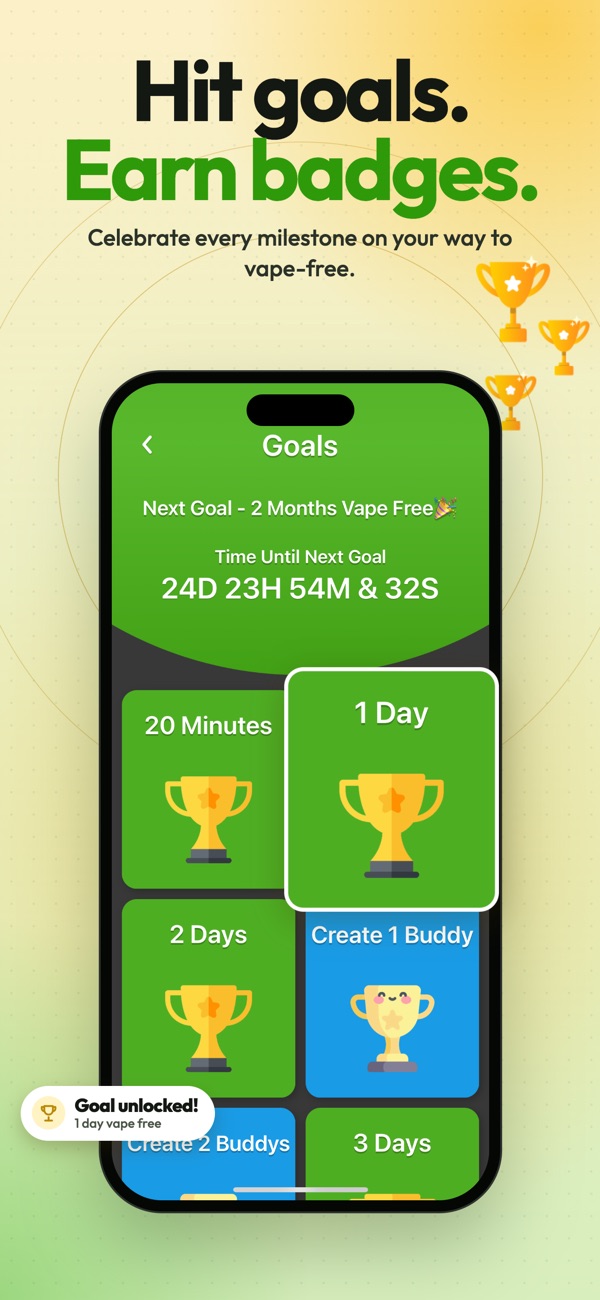 Hit goals.
Earn badges.
Celebrate every milestone on your way to
vape-free.
Goals
Next Goal - 2 Months Vape Free🎉
Time Until Next Goal
24D 23H 54M & 32S
20 Minutes
1 Day
2 Days
Create 1 Buddy
Goal unlocked!
1 day vape free
Create 2 Buddys
3 Days